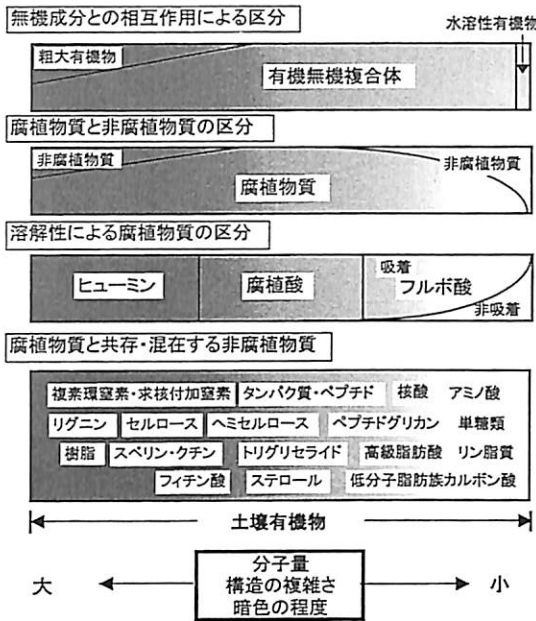 無機成分との相互作用による区分
水溶性有機物
粗大有機物
有機無機複合体
腐植物質と非腐植物質の区分
非腐植物質
非腐植物質
腐植物質
溶解性による腐植物質の区分
吸着
ヒューミン
腐植酸
フルボ酸
非吸着
腐植物質と共存・混在する非腐植物質
複素環窒素・求核付加窒素 タンパク質・ペプチド 核酸 アミノ酸
リグニン セルロース ヘミセルロース ペプチドグリカン 単糖類
樹脂 スベリン・クチン トリグリセライド 高級脂肪酸 リン脂質
フィチン酸 ステロール 低分子脂肪族カルボン酸
土壌有機物
大
分子量
構造の複雑さ
暗色の程度
小